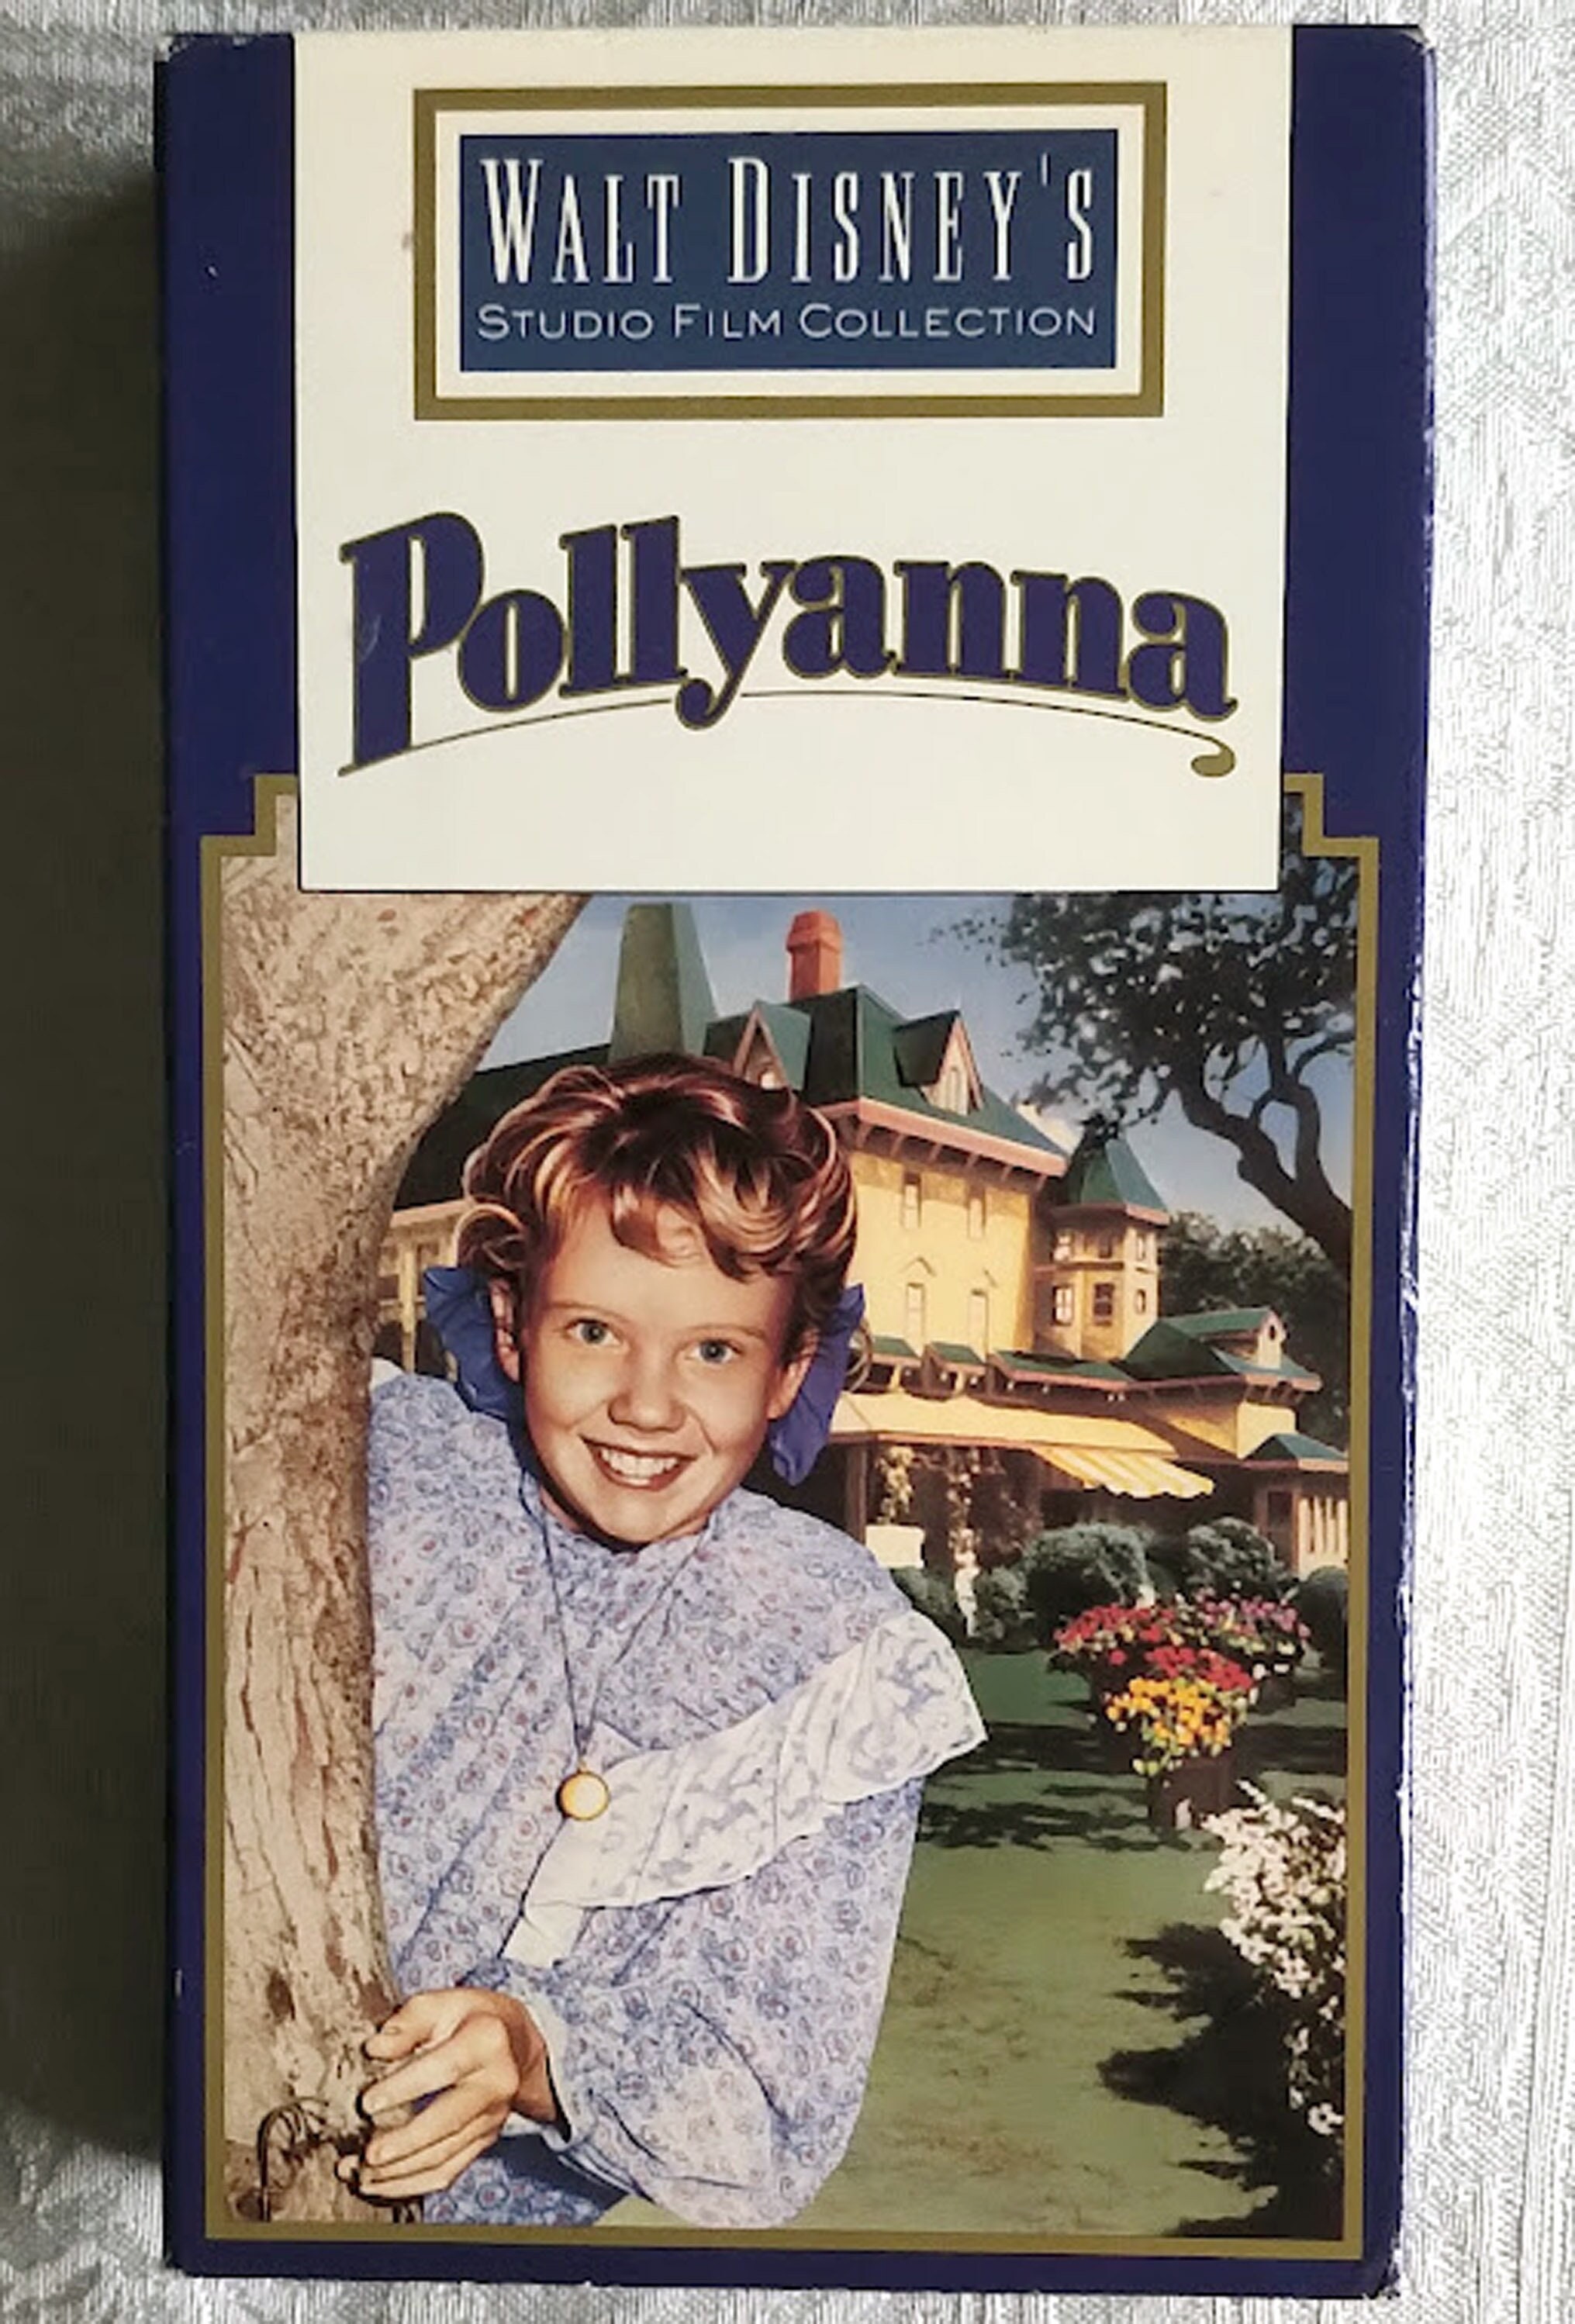 WALT DISNEY'S
STUDIO FILM COLLECTION
Pollyanna